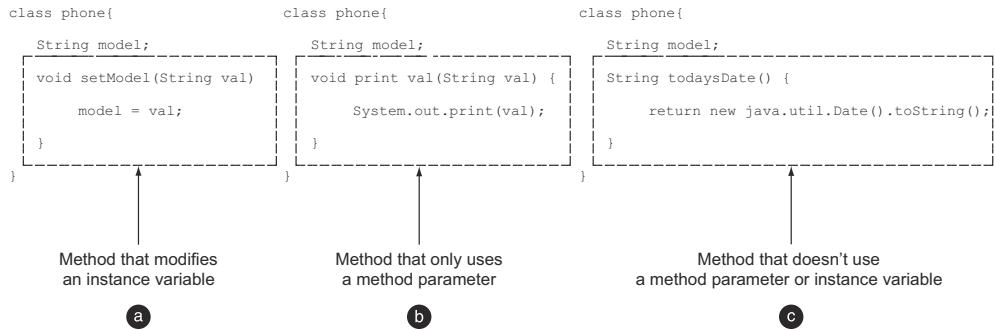 class phone{
String model;
void setModel(String val)
model = val;
}
}
Method that modifies
an instance variable
a
class phone{
String model;
void print val(String val) {
System.out.print(val);
}
}
Method that only uses
a method parameter
b
class phone{
String model;
String todaysDate() {
return new java.util.Date().toString();
}
}
Method that doesn't use
a method parameter or instance variable
c